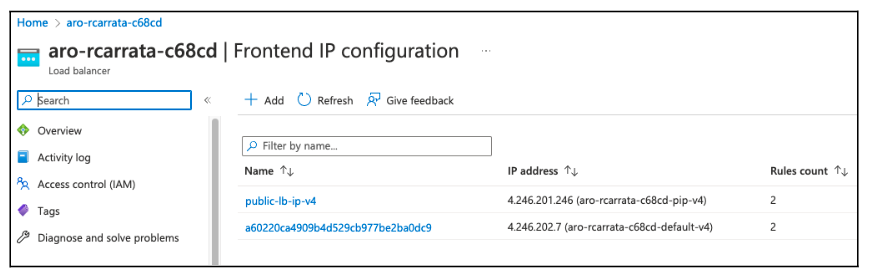 Home > aro-rcarrata-c68cd
aro-rcarrata-c68cd | Frontend IP configuration ...
Load balancer
Search «
+ Add Refresh Give feedback
Overview
Activity log
Access control (IAM)
Tags
Diagnose and solve problems
Filter by name...
Name ↑↓ IP address ↑↓ Rules count ↑↓
public-lb-ip-v4 4.246.201.246 (aro-rcarrata-c68cd-pip-v4) 2
a60220ca4909b4d529cb977be2ba0dc9 4.246.202.7 (aro-rcarrata-c68cd-default-v4) 2